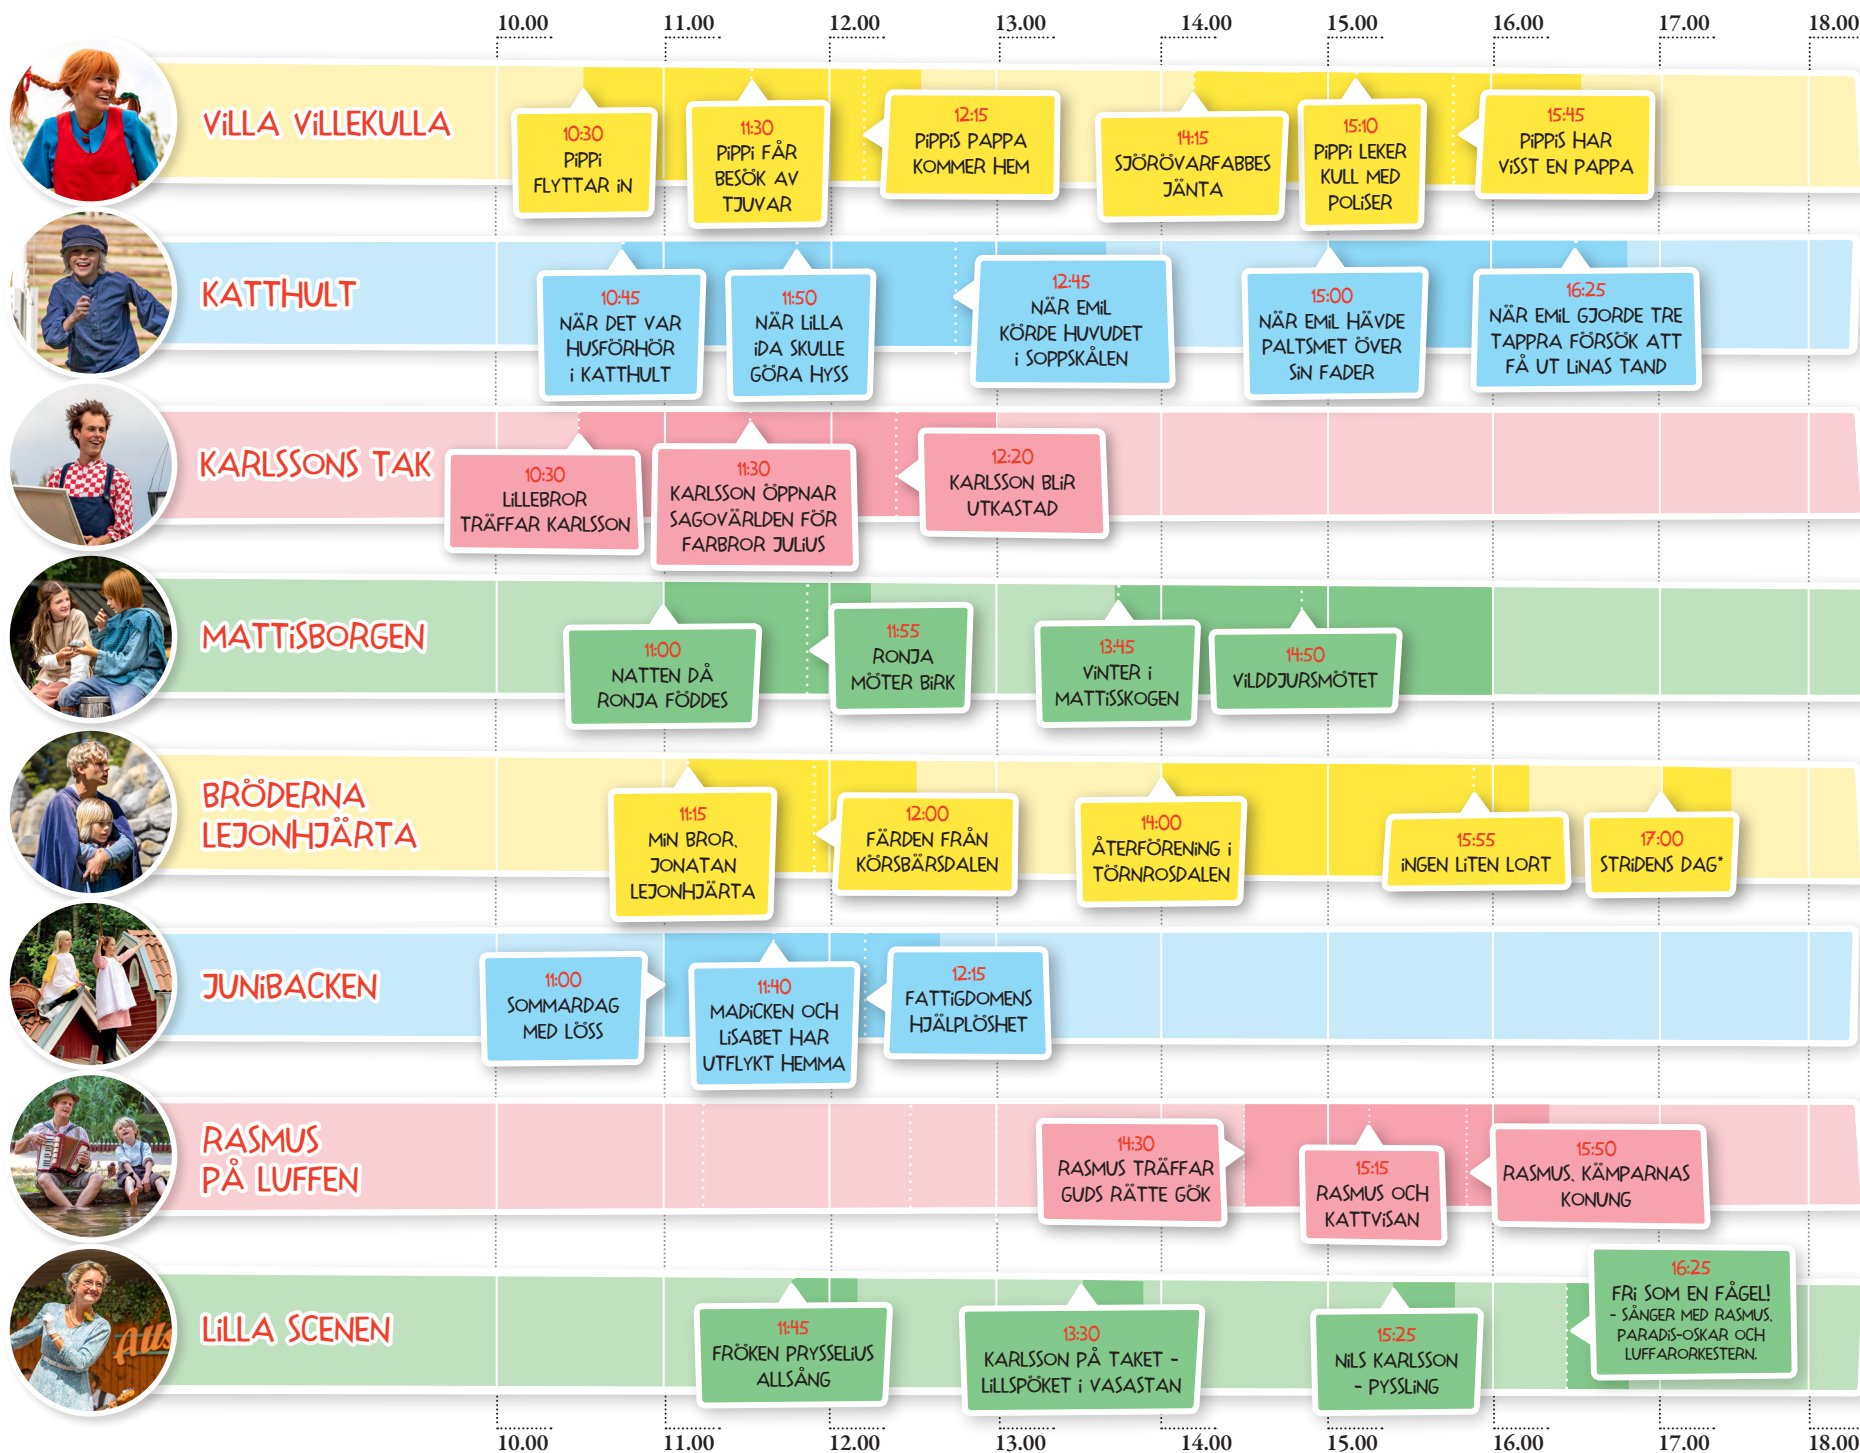 10.00 11.00 12.00 13.00 14.00 15.00 16.00 17.00 18.00
VILLA VILLEKULLA
10:30
PIPPI
FLYTTAR IN
11:30
PIPPI FÅR
BESÖK AV
TJUVAR
12:15
PIPPIS PAPPA
KOMMER HEM
14:15
SJÖRÖVARFABBES
JÄNTA
15:10
PIPPI LEKER
KULL MED
POLISER
15:45
PIPPIS HAR
VISST EN PAPPA
KATTHULT
10:45
NÄR DET VAR
HUSFÖRHÖR
I KATTHULT
11:50
NÄR LILLA
IDA SKULLE
GÖRA HYSS
12:45
NÄR EMIL
KÖRDE HUVUDET
I SOPPSKÅLEN
15:00
NÄR EMIL HÄVDE
PALTSMET ÖVER
SIN FADER
16:25
NÄR EMIL GJORDE TRE
TAPPRA FÖRSÖK ATT
FÅ UT LINAS TAND
KARLSSONS TAK
10:30
LILLEBROR
TRÄFFAR KARLSSON
11:30
KARLSSON ÖPPNAR
SAGOVÄRLDEN FÖR
FARBROR JULIUS
12:20
KARLSSON BLIR
UTKASTAD
MATTISBORGEN
11:00
NATTEN DÅ
RONJA FÖDDES
11:55
RONJA
MÖTER BIRK
13:45
VINTER I
MATTISSKOGEN
14:50
VILDDJURSMÖTET
BRÖDERNA
LEJONHJÄRTA
11:15
MIN BROR,
JONATAN
LEJONHJÄRTA
12:00
FÄRDEN FRÅN
KÖRSBÄRSDALEN
14:00
ÅTERFÖRENING I
TÖRNROSDALEN
15:55
INGEN LITEN LORT
17:00
STRIDENS DAG*
JUNIBACKEN
11:00
SOMMARDAG
MED LÖSS
11:40
MADICKEN OCH
LISABET HAR
UTFLYKT HEMMA
12:15
FATTIGDOMENS
HJÄLPLÖSHET
RASMUS
PÅ LUFFEN
14:30
RASMUS TRÄFFAR
GUDS RÄTTE GÖK
15:15
RASMUS OCH
KATTVISAN
15:50
RASMUS, KÄMPARNAS
KONUNG
LILLA SCENEN
Alls
11:45
FRÖKEN PRYSSELIUS
ALLSÅNG
13:30
KARLSSON PÅ TAKET -
LILLSPÖKET I VASASTAN
15:25
NILS KARLSSON
- PYSSLING
16:25
FRI SOM EN FÅGEL!
- SÅNGER MED RASMUS,
PARADIS-OSKAR OCH
LUFFARORKESTERN.
10.00 11.00 12.00 13.00 14.00 15.00 16.00 17.00 18.00